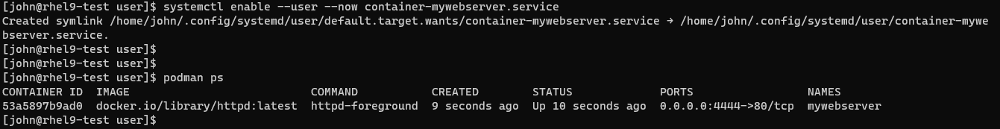 [john@rhel9-test user]$ systemctl enable --user --now container-mywebserver.service
Created symlink /home/john/.config/systemd/user/default.target.wants/container-mywebserver.service → /home/john/.config/systemd/user/container-mywe
bserver.service.
[john@rhel9-test user]$
[john@rhel9-test user]$
[john@rhel9-test user]$ podman ps
CONTAINER ID  IMAGE                           COMMAND           CREATED        STATUS             PORTS                 NAMES
53a5897b9ad0  docker.io/library/httpd:latest  httpd-foreground  9 seconds ago  Up 10 seconds ago  0.0.0.0:4444->80/tcp  mywebserver
[john@rhel9-test user]$